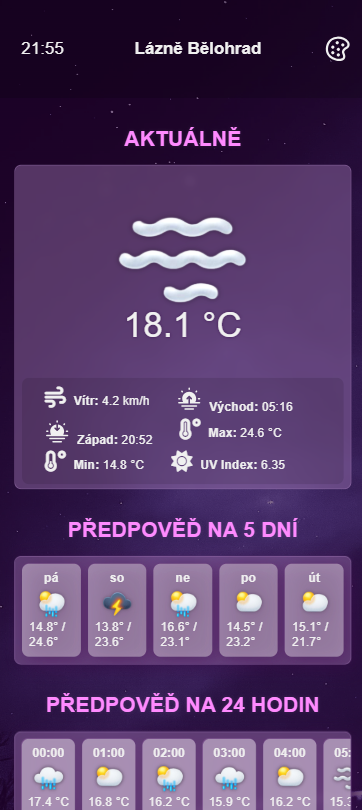 21:55 Lázně Bělohrad
AKTUÁLNĚ
18.1 °C
Vítr: 4.2 km/h Východ: 05:16
Západ: 20:52 Max: 24.6 °C
Min: 14.8 °C UV Index: 6.35
PŘEDPOVĚĎ NA 5 DNÍ
pá so ne po út
14.8° / 13.8° / 16.6° / 14.5° / 15.1° /
24.6° 23.6° 23.1° 23.2° 21.7°
PŘEDPOVĚĎ NA 24 HODIN
00:00 01:00 02:00 03:00 04:00 05:
17.4 °C 16.8 °C 16.2 °C 15.9 °C 16.2 °C